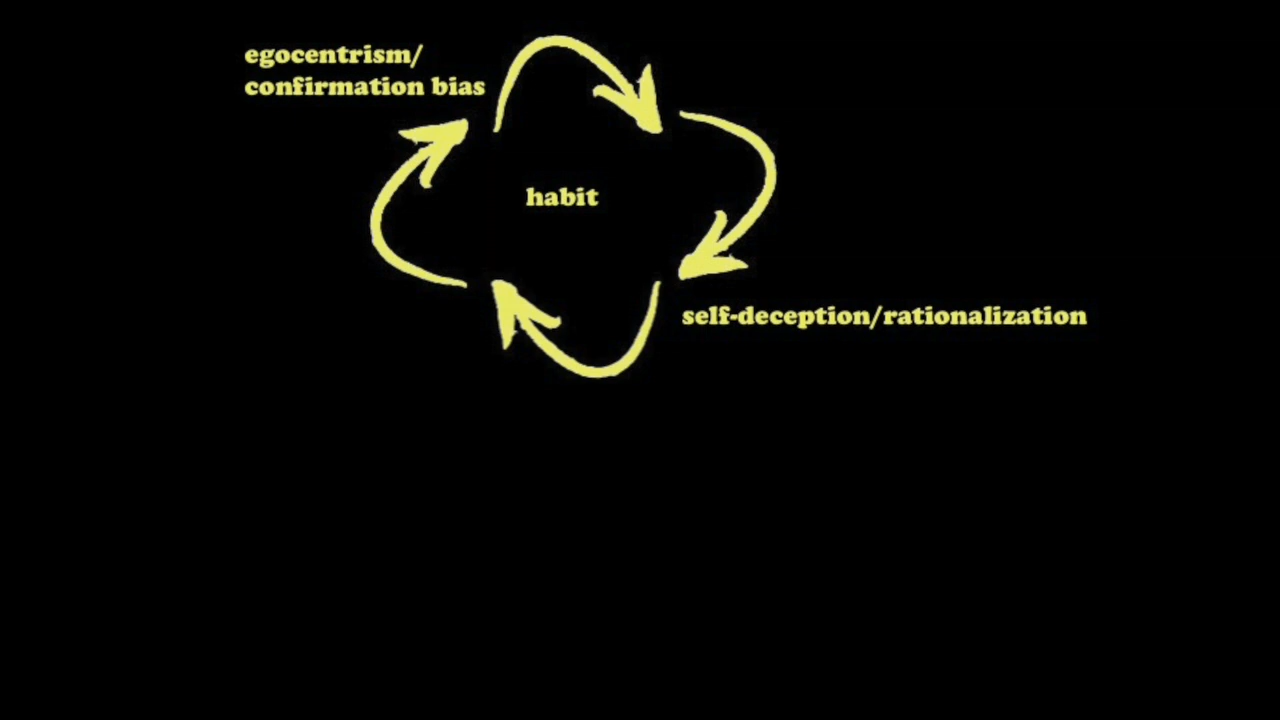 egocentrism/
confirmation bias
habit
self-deception/rationalization